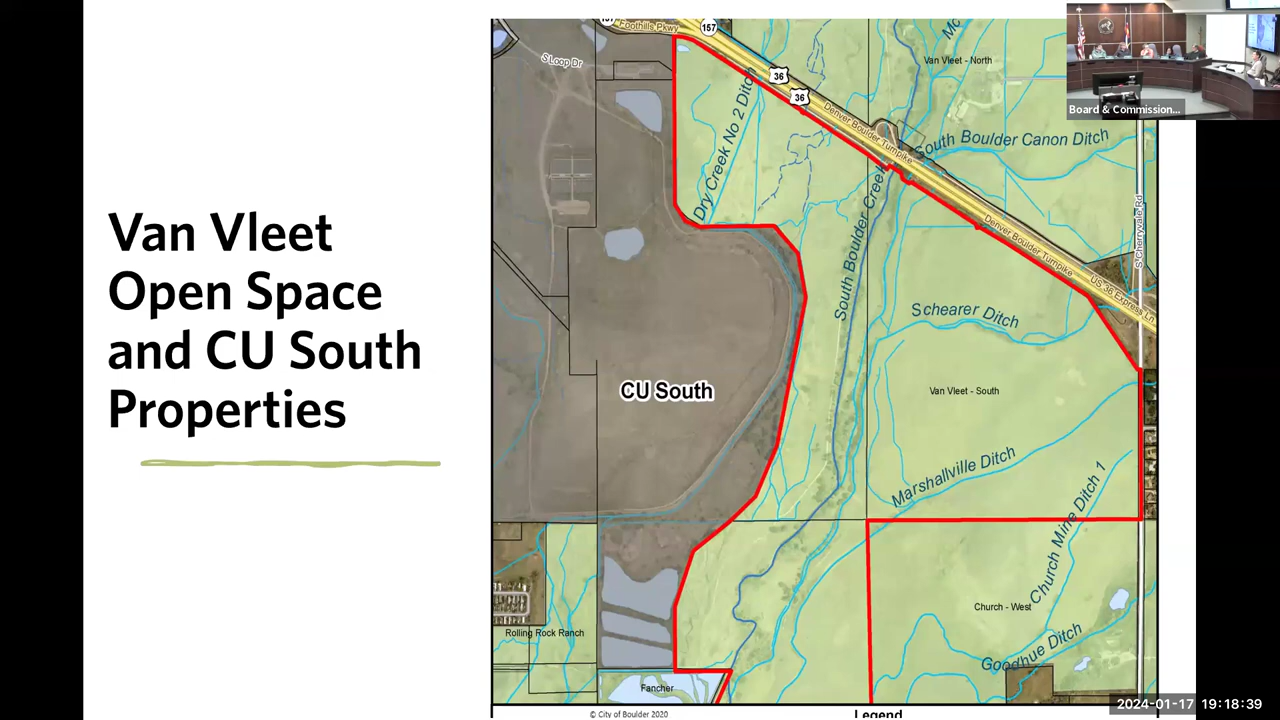 Van Vleet
Open Space
and CU South
Properties
157
Foothills Pkwy
157
S Loop Dr
36
36
Mc
Van Vleet - North
Denver Boulder Turnpike
South Boulder Canon Ditch
Dry Creek No 2 Ditch
South Boulder Creek
S Cherryvale Rd
Denver Boulder Turnpike
US 36 Express Ln
Schearer Ditch
CU South
Van Vleet - South
Marshallville Ditch
Church Mine Ditch 1
Church - West
Rolling Rock Ranch
Goodhue Ditch
Fancher
© City of Boulder 2020
Legend
Board & Commission...
2024-01-17 19:18:39